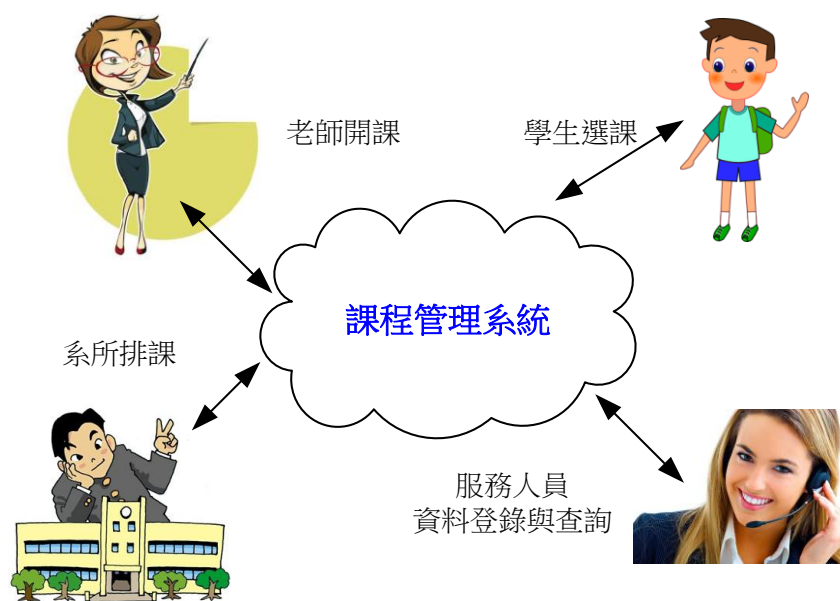 老師開課
學生選課
課程管理系統
系所排課
服務人員
資料登錄與查詢